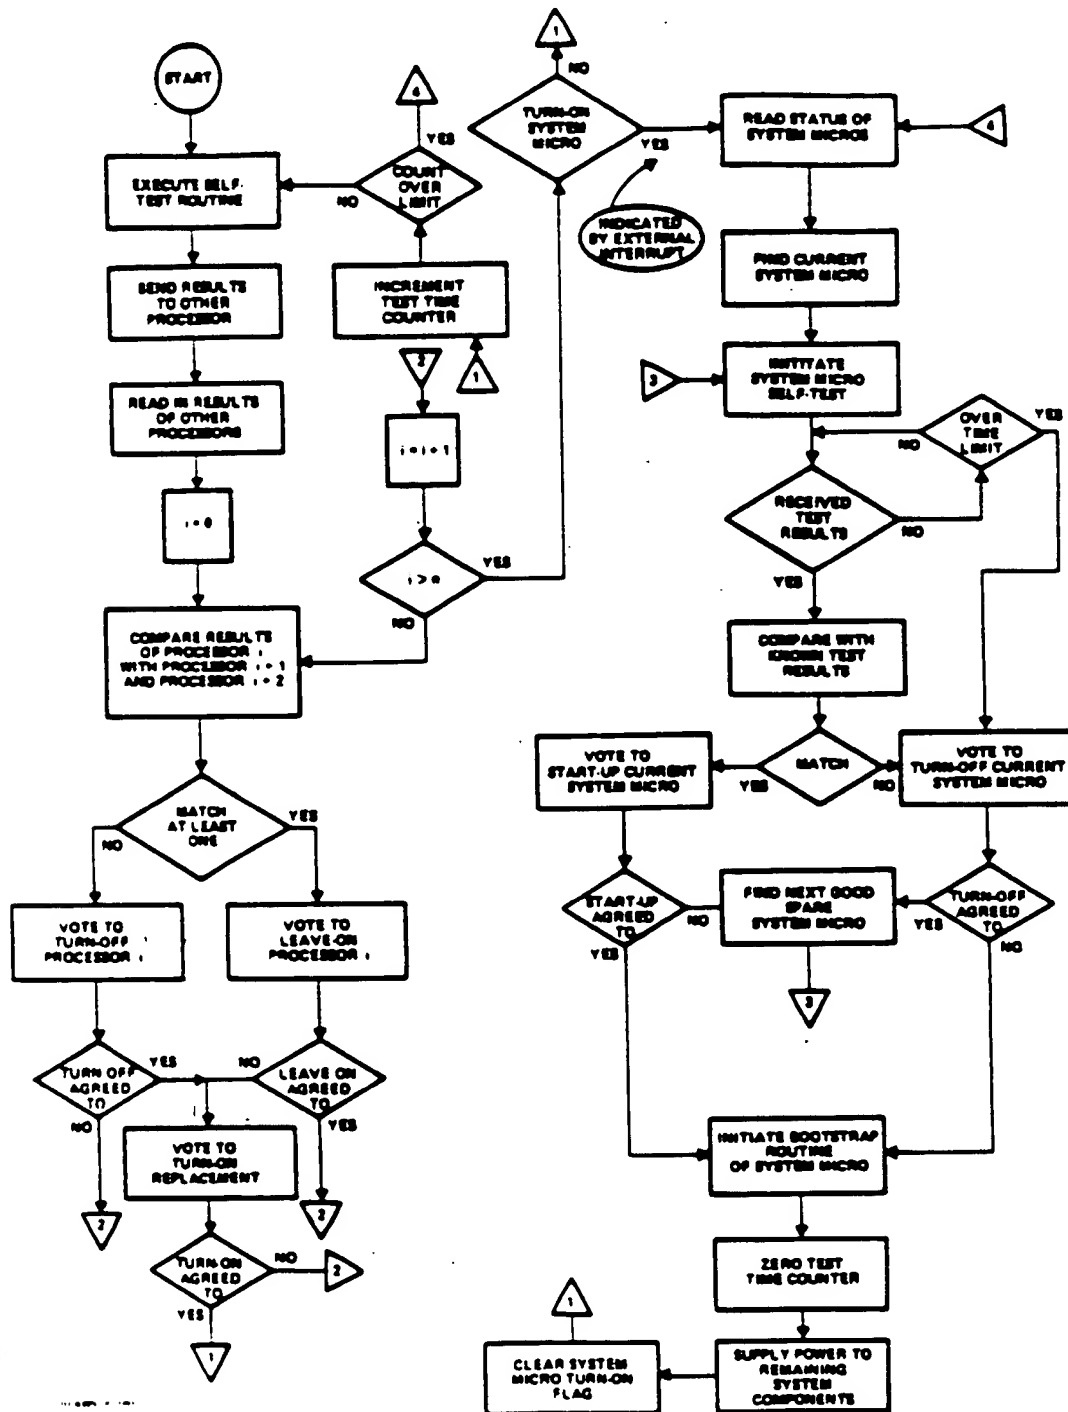 START
EXECUTE SELF-
TEST ROUTINE
SEND RESULTS
TO OTHER
PROCESSOR
READ IN RESULTS
OF OTHER
PROCESSORS
i = 0
COMPARE RESULTS
OF PROCESSOR i
WITH PROCESSOR i + 1
AND PROCESSOR i + 2
MATCH
AT LEAST
ONE
NO
YES
VOTE TO
TURN-OFF
PROCESSOR i
VOTE TO
LEAVE-ON
PROCESSOR i
TURN OFF
AGREED
TO
YES
NO
LEAVE ON
AGREED
TO
NO
YES
VOTE TO
TURN-ON
REPLACEMENT
2
2
TURN-ON
AGREED
TO
NO
2
YES
1
4
YES
COUNT
OVER
LIMIT
NO
INCREMENT
TEST TIME
COUNTER
2
1
i = i + 1
i > n
YES
NO
1
NO
TURN-ON
SYSTEM
MICRO
YES
INDICATED
BY EXTERNAL
INTERRUPT
READ STATUS OF
SYSTEM MICROS
4
FIND CURRENT
SYSTEM MICRO
3
INITITATE
SYSTEM MICRO
SELF-TEST
OVER
TIME
LIMIT
YES
NO
RECEIVED
TEST
RESULTS
NO
YES
COMPARE WITH
KNOWN TEST
RESULTS
MATCH
YES
NO
VOTE TO
START-UP CURRENT
SYSTEM MICRO
VOTE TO
TURN-OFF CURRENT
SYSTEM MICRO
START-UP
AGREED
TO
NO
YES
FIND NEXT GOOD
SPARE
SYSTEM MICRO
TURN-OFF
AGREED
TO
YES
NO
3
INITIATE BOOTSTRAP
ROUTINE
OF SYSTEM MICRO
ZERO TEST
TIME COUNTER
SUPPLY POWER TO
REMAINING
SYSTEM
COMPONENTS
CLEAR SYSTEM
MICRO TURN-ON
FLAG
1